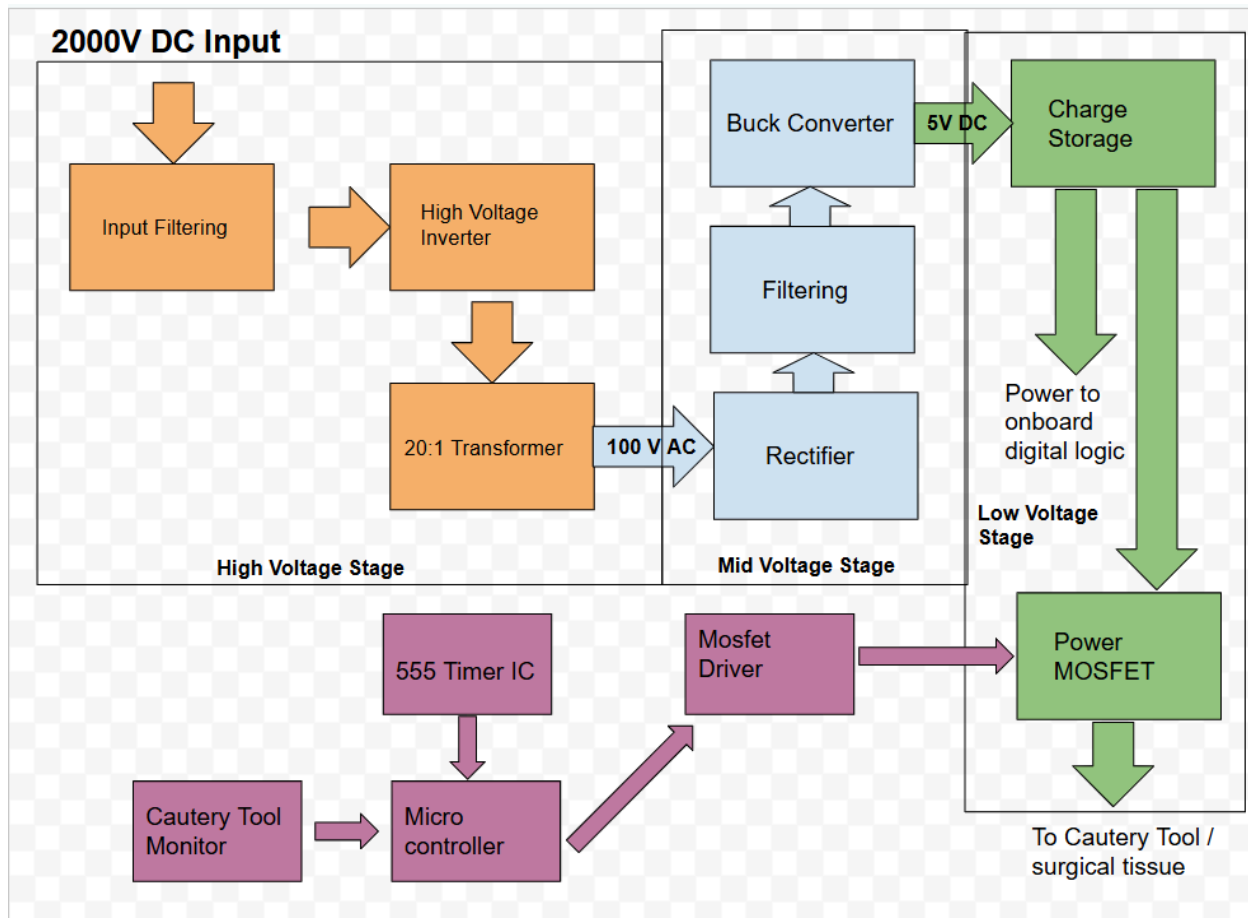 2000V DC Input
Input Filtering
High Voltage
Inverter
20:1 Transformer
100 V AC
High Voltage Stage
Buck Converter
5V DC
Filtering
Rectifier
Mid Voltage Stage
Charge
Storage
Power to
onboard
digital logic
Low Voltage
Stage
Power
MOSFET
To Cautery Tool /
surgical tissue
555 Timer IC
Mosfet
Driver
Cautery Tool
Monitor
Micro
controller